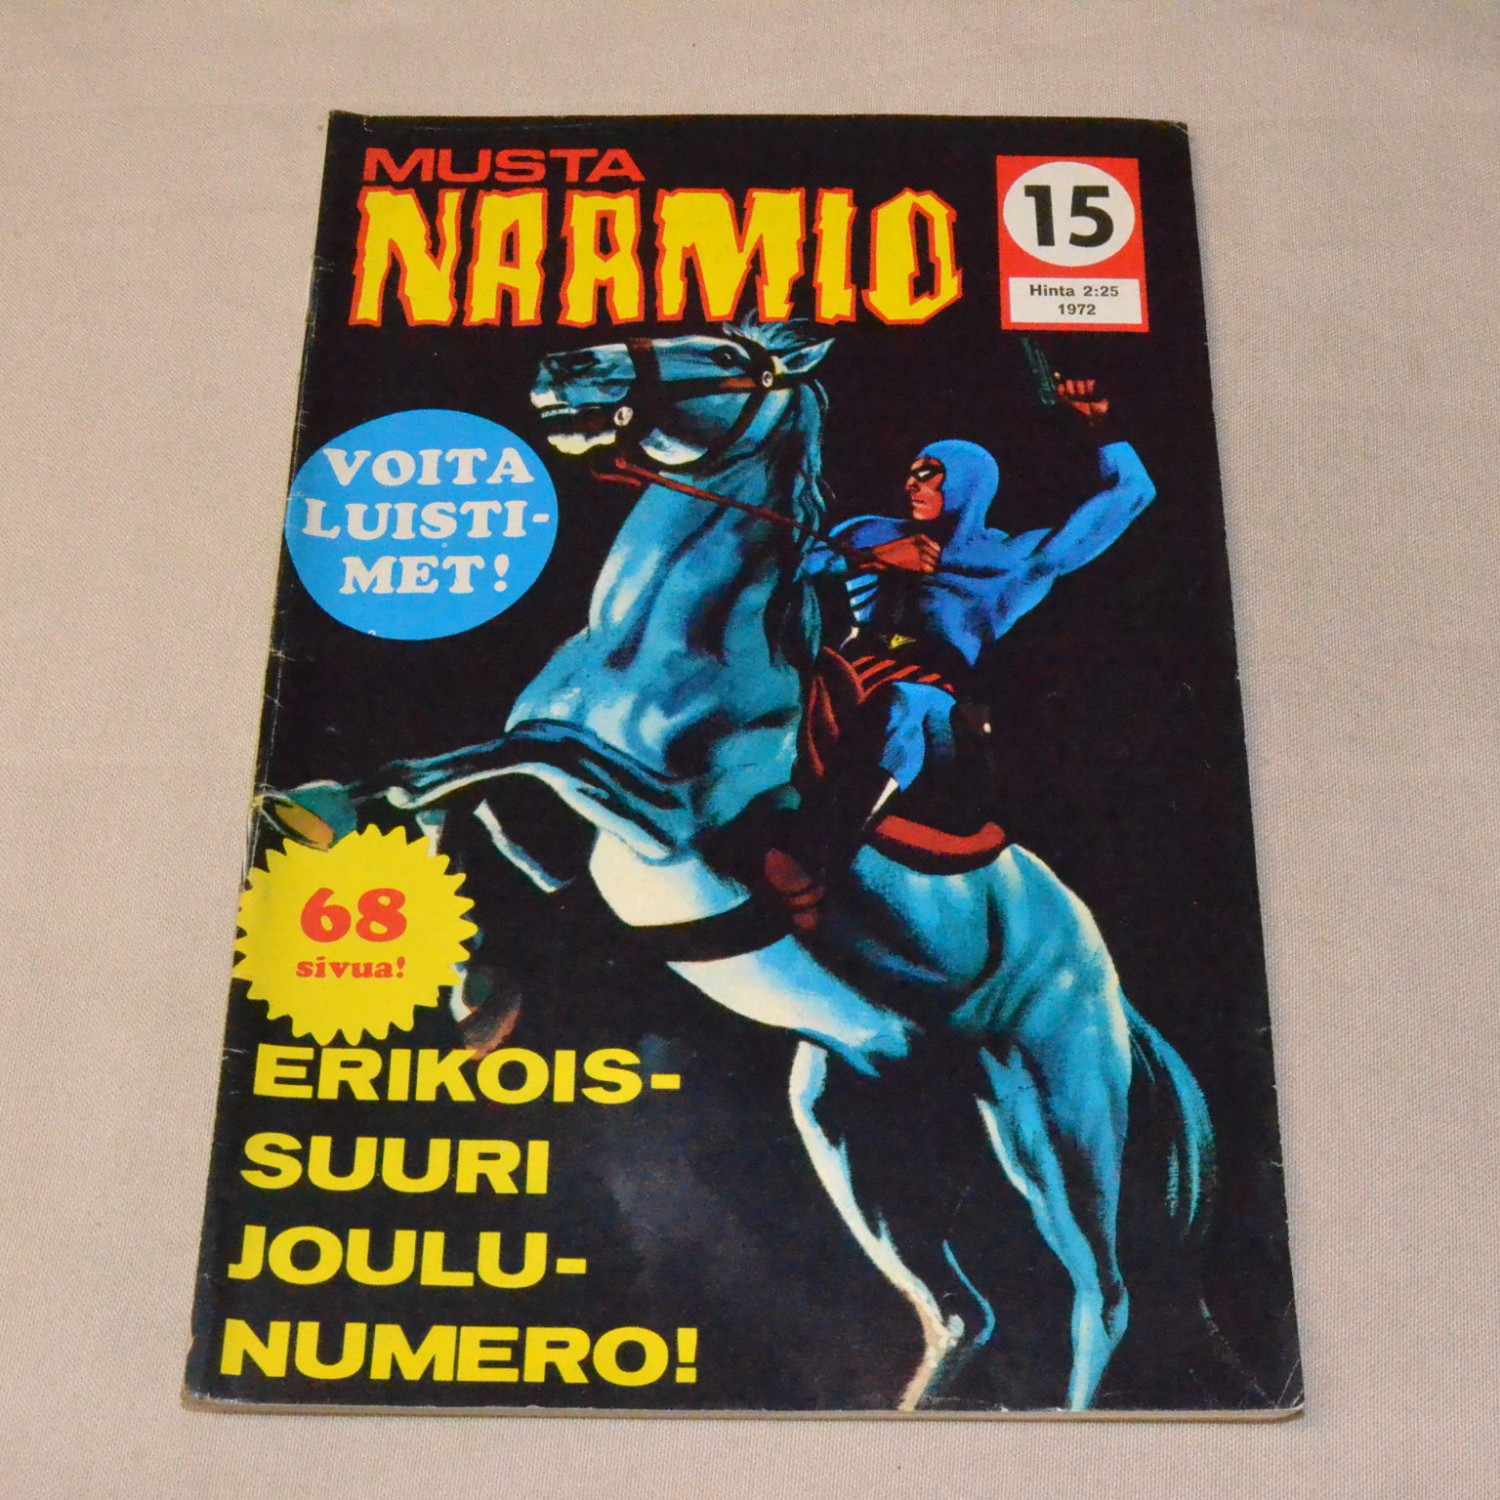 MUSTA
NAAMIO
15
Hinta 2:25
1972
VOITA
LUISTI-
MET!
68
sivua!
ERIKOIS-
SUURI
JOULU-
NUMERO!